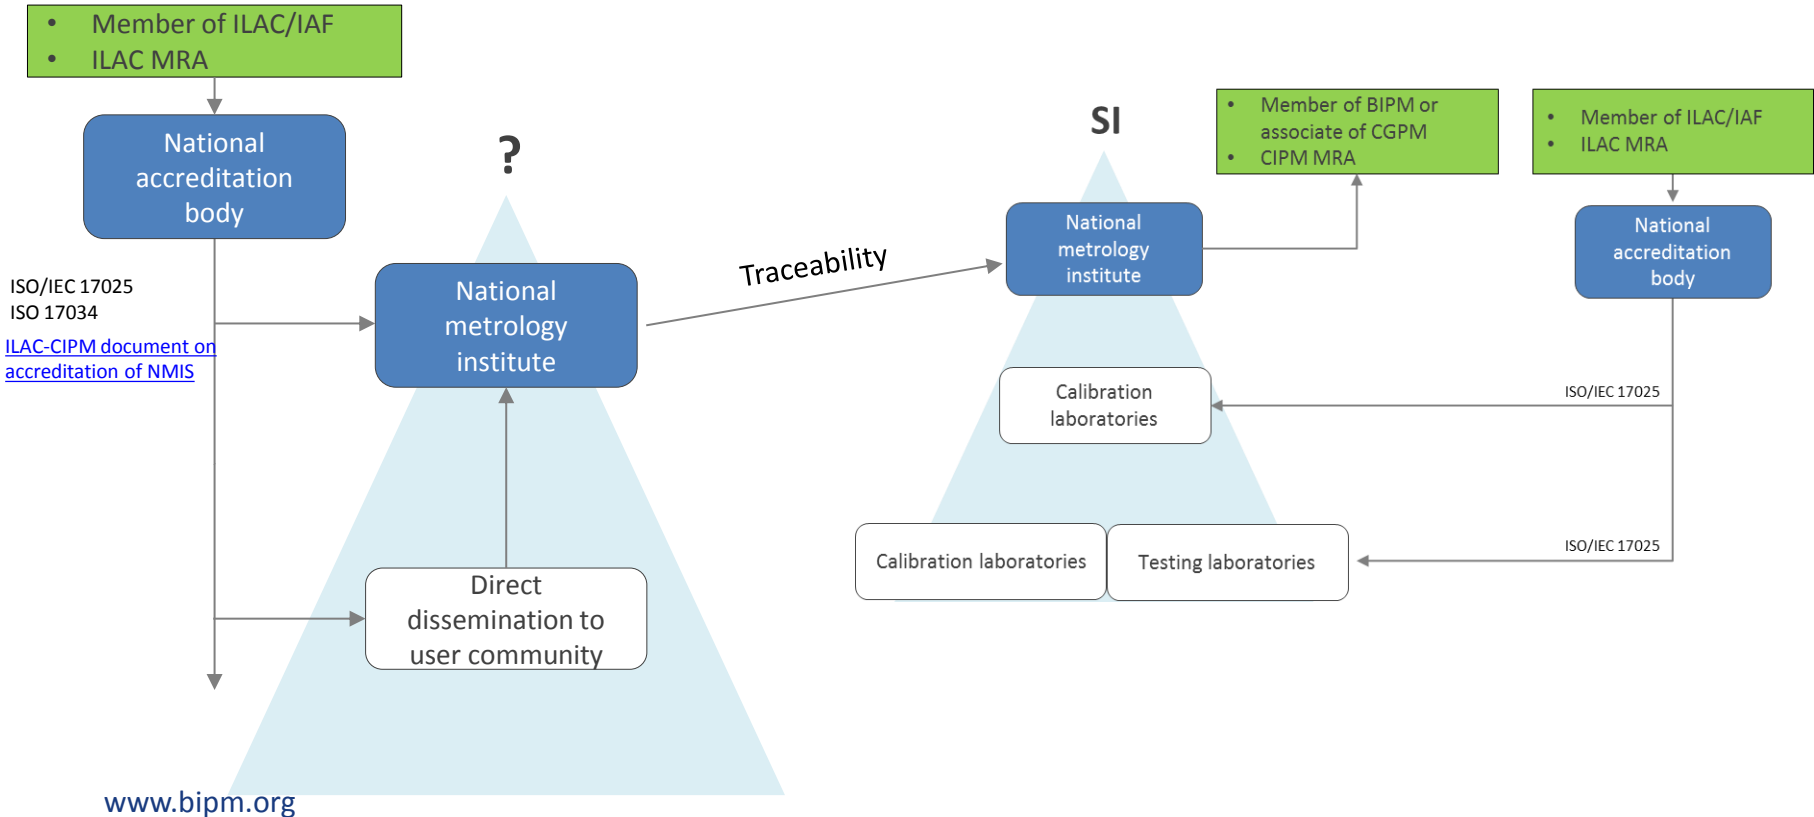 • Member of ILAC/IAF
• ILAC MRA
National
accreditation
body
?
ISO/IEC 17025
ISO 17034
ILAC-CIPM document on
accreditation of NMIS
National
metrology
institute
Direct
dissemination to
user community
Traceability
SI
National
metrology
institute
• Member of BIPM or
associate of CGPM
• CIPM MRA
• Member of ILAC/IAF
• ILAC MRA
National
accreditation
body
Calibration
laboratories
ISO/IEC 17025
Calibration laboratories
Testing laboratories
ISO/IEC 17025
www.bipm.org